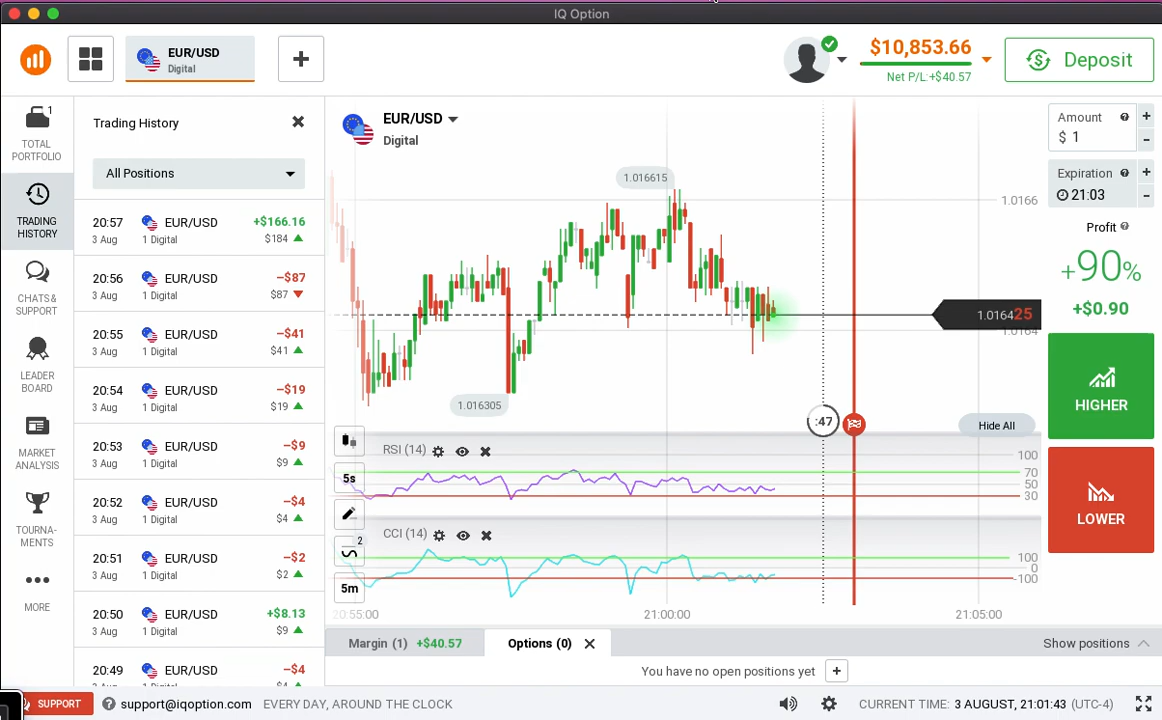 IQ Option
EUR/USD
Digital
+
$10,853.66
Net P/L:+$40.57
Deposit
TOTAL PORTFOLIO
1
TRADING HISTORY
CHATS & SUPPORT
LEADER BOARD
MARKET ANALYSIS
TOURNA-MENTS
MORE
Trading History
All Positions
20:57 EUR/USD +$166.16
3 Aug 1 Digital $184
20:56 EUR/USD −$87
3 Aug 1 Digital $87
20:55 EUR/USD −$41
3 Aug 1 Digital $41
20:54 EUR/USD −$19
3 Aug 1 Digital $19
20:53 EUR/USD −$9
3 Aug 1 Digital $9
20:52 EUR/USD −$4
3 Aug 1 Digital $4
20:51 EUR/USD −$2
3 Aug 1 Digital $2
20:50 EUR/USD +$8.13
3 Aug 1 Digital $9
20:49 EUR/USD −$4
3 Aug 1 Digital $4
EUR/USD
Digital
1.016615
1.0166
1.016425
1.0164
1.016305
:47
Hide All
RSI (14)
100
70
50
30
5s
CCI (14)
2
100
0
-100
5m
20:55:00
21:00:00
21:05:00
Amount
$ 1
+
-
Expiration
21:03
+
-
Profit
+90%
+$0.90
HIGHER
LOWER
Margin (1) +$40.57
Options (0)
Show positions
You have no open positions yet
+
SUPPORT
support@iqoption.com
EVERY DAY, AROUND THE CLOCK
CURRENT TIME: 3 AUGUST, 21:01:43 (UTC-4)